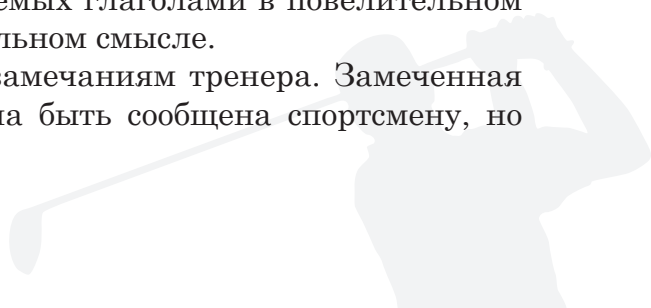 емых глаголами в повелительном
льном смысле.
замечаниям тренера. Замеченная
на быть сообщена спортсмену, но